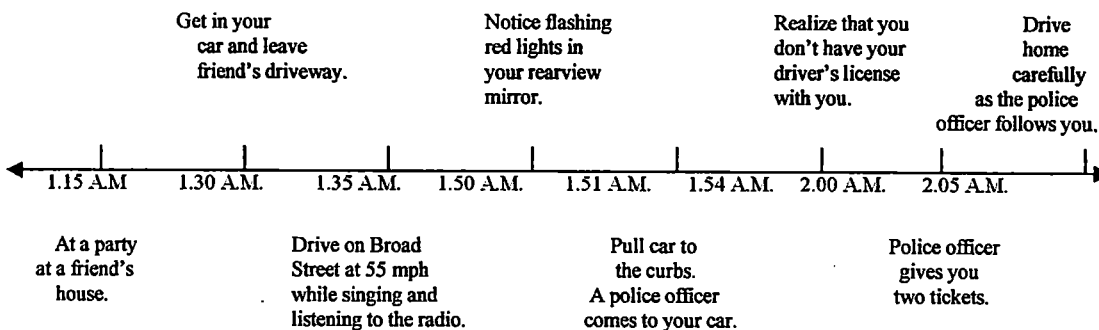 Get in your
car and leave
friend's driveway.
Notice flashing
red lights in
your rearview
mirror.
Realize that you
don't have your
driver's license
with you.
Drive
home
carefully
as the police
officer follows you.
1.15 A.M 1.30 A.M. 1.35 A.M. 1.50 A.M. 1.51 A.M. 1.54 A.M. 2.00 A.M. 2.05 A.M.
At a party
at a friend's
house.
Drive on Broad
Street at 55 mph
while singing and
listening to the radio.
Pull car to
the curbs.
A police officer
comes to your car.
Police officer
gives you
two tickets.